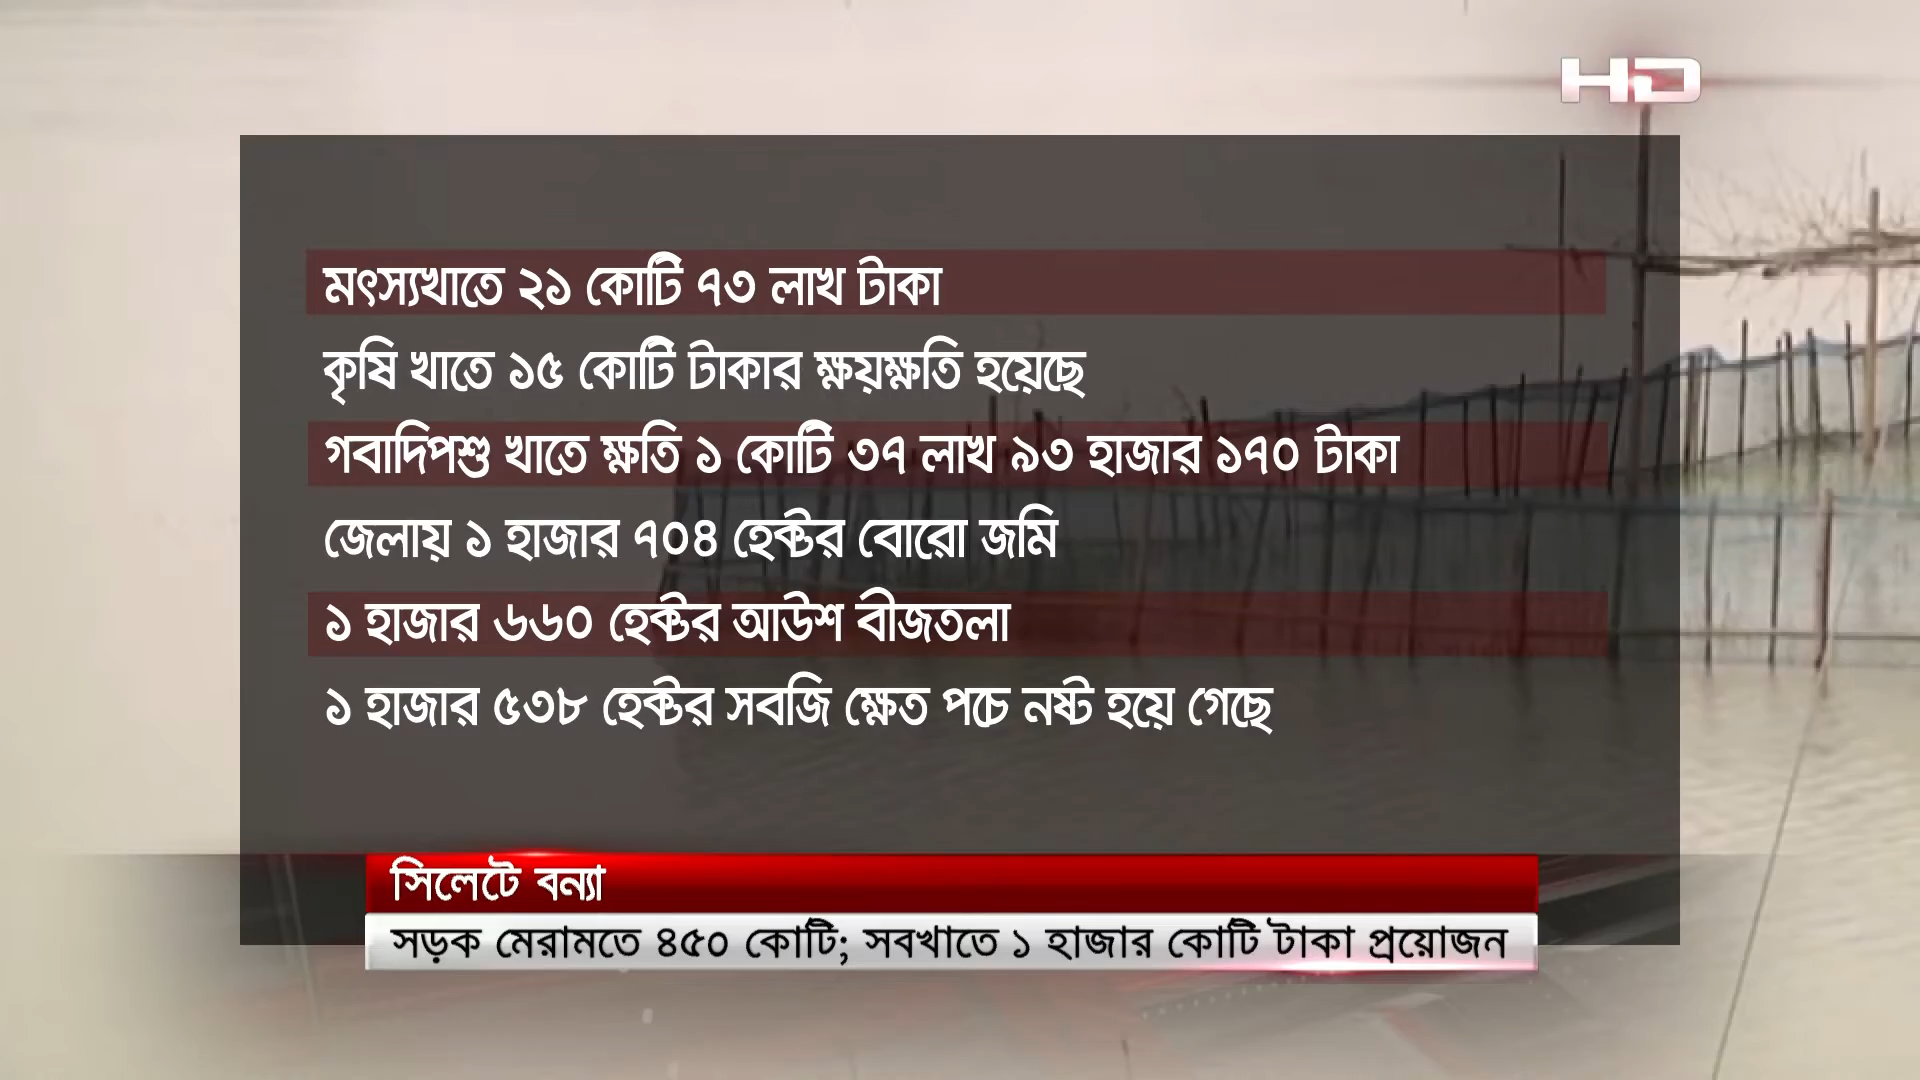 HD
মৎস্যখাতে ২১ কোটি ৭৩ লাখ টাকা
কৃষি খাতে ১৫ কোটি টাকার ক্ষয়ক্ষতি হয়েছে
গবাদিপশু খাতে ক্ষতি ১ কোটি ৩৭ লাখ ৯৩ হাজার ১৭০ টাকা
জেলায় ১ হাজার ৭০৪ হেক্টর বোরো জমি
১ হাজার ৬৬০ হেক্টর আউশ বীজতলা
১ হাজার ৫৩৮ হেক্টর সবজি ক্ষেত পচে নষ্ট হয়ে গেছে
সিলেটে বন্যা
সড়ক মেরামতে ৪৫০ কোটি; সবখাতে ১ হাজার কোটি টাকা প্রয়োজন